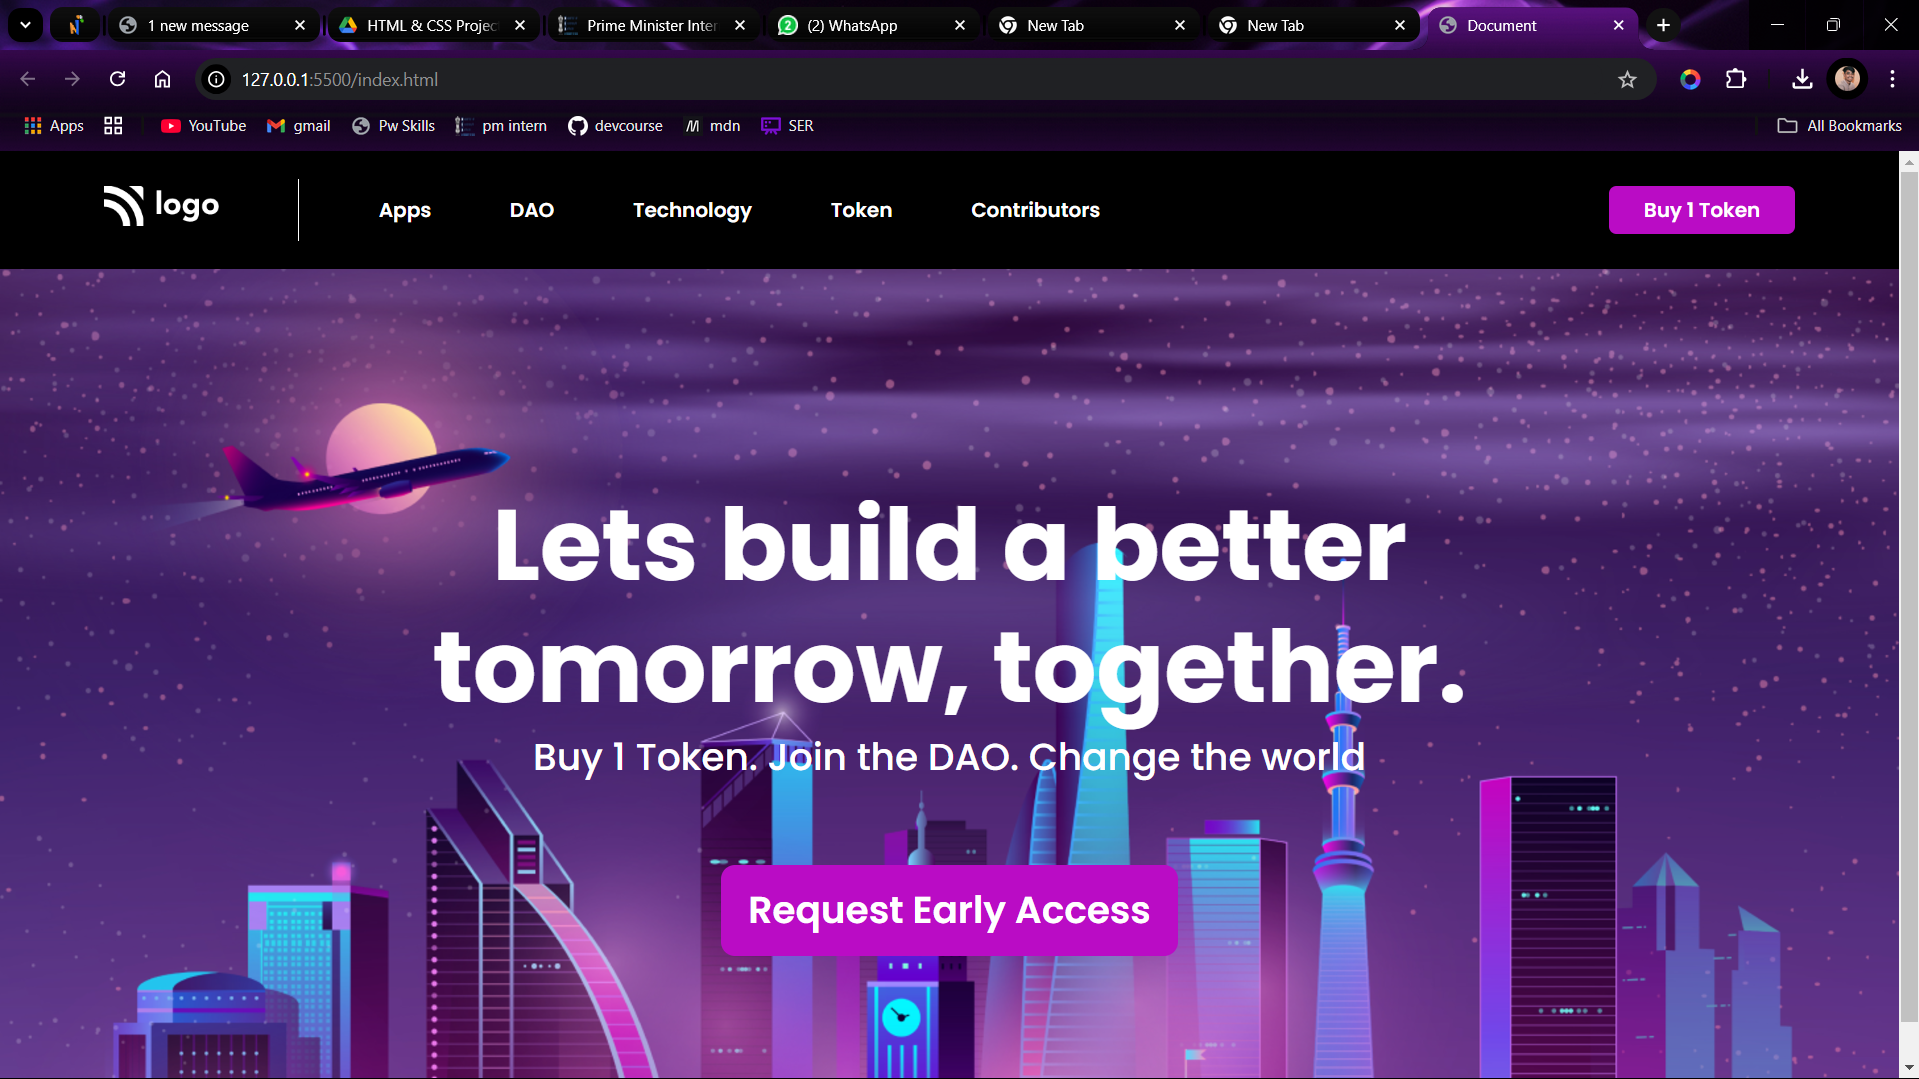 1 new message
HTML & CSS Projec
Prime Minister Inter
(2) WhatsApp
New Tab
New Tab
Document
127.0.0.1:5500/index.html
Apps
YouTube
gmail
Pw Skills
pm intern
devcourse
mdn
SER
All Bookmarks
logo
Apps
DAO
Technology
Token
Contributors
Buy 1 Token
Lets build a better
tomorrow, together.
Buy 1 Token. Join the DAO. Change the world
Request Early Access